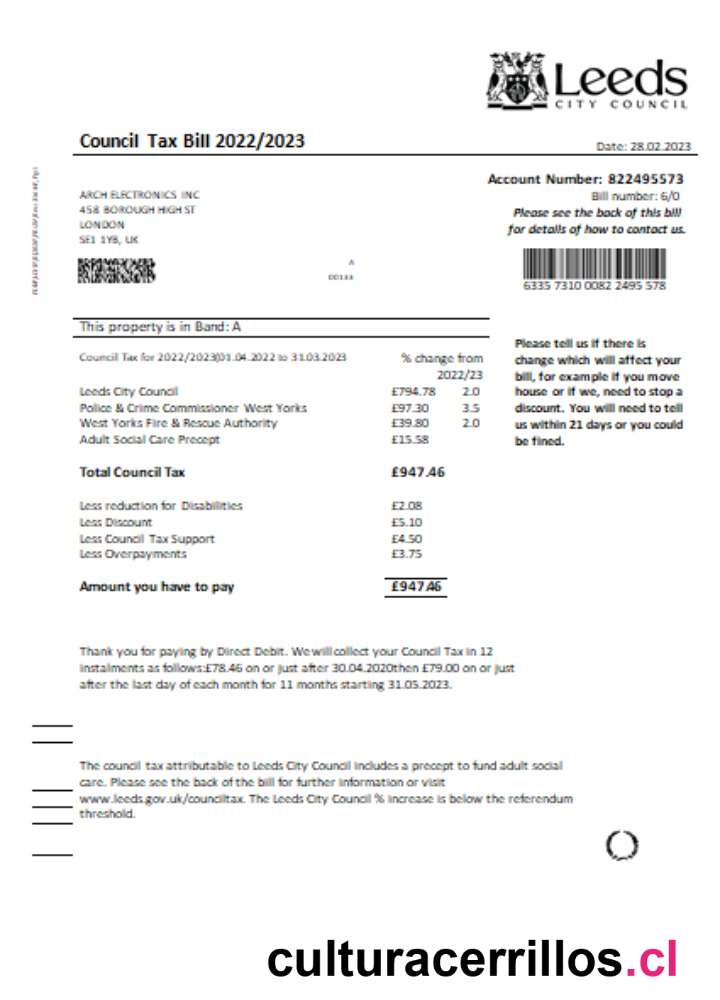 Leeds
CITY COUNCIL
Council Tax Bill 2022/2023
Date: 28.02.2023
Account Number: 822495573
Bill number: 6/0
Please see the back of this bill
for details of how to contact us.
ARCH ELECTRONICS INC
458 BOROUGH HIGH ST
LONDON
SE1 1YB, UK
A
6335 7310 0082 2495 578
This property is in Band: A
Council Tax for 2022/2023(01.04.2022 to 31.03.2023
% change from
2022/23
Leeds City Council £794.78 2.0
Police & Crime Commissioner West Yorks £97.30 3.5
West Yorks Fire & Rescue Authority £39.80 2.0
Adult Social Care Precept £15.58
Total Council Tax £947.46
Less reduction for Disabilities £2.08
Less Discount £5.10
Less Council Tax Support £4.50
Less Overpayments £3.75
Amount you have to pay £947.46
Please tell us if there is
change which will affect your
bill, for example if you move
house or if we, need to stop a
discount. You will need to tell
us within 21 days or you could
be fined.
Thank you for paying by Direct Debit. We will collect your Council Tax in 12
instalments as follows:£78.46 on or just after 30.04.2020then £79.00 on or just
after the last day of each month for 11 months starting 31.05.2023.
The council tax attributable to Leeds City Council includes a precept to fund adult social
care. Please see the back of the bill for further information or visit
www.leeds.gov.uk/counciltax. The Leeds City Council % increase is below the referendum
threshold.
culturacerrillos.cl